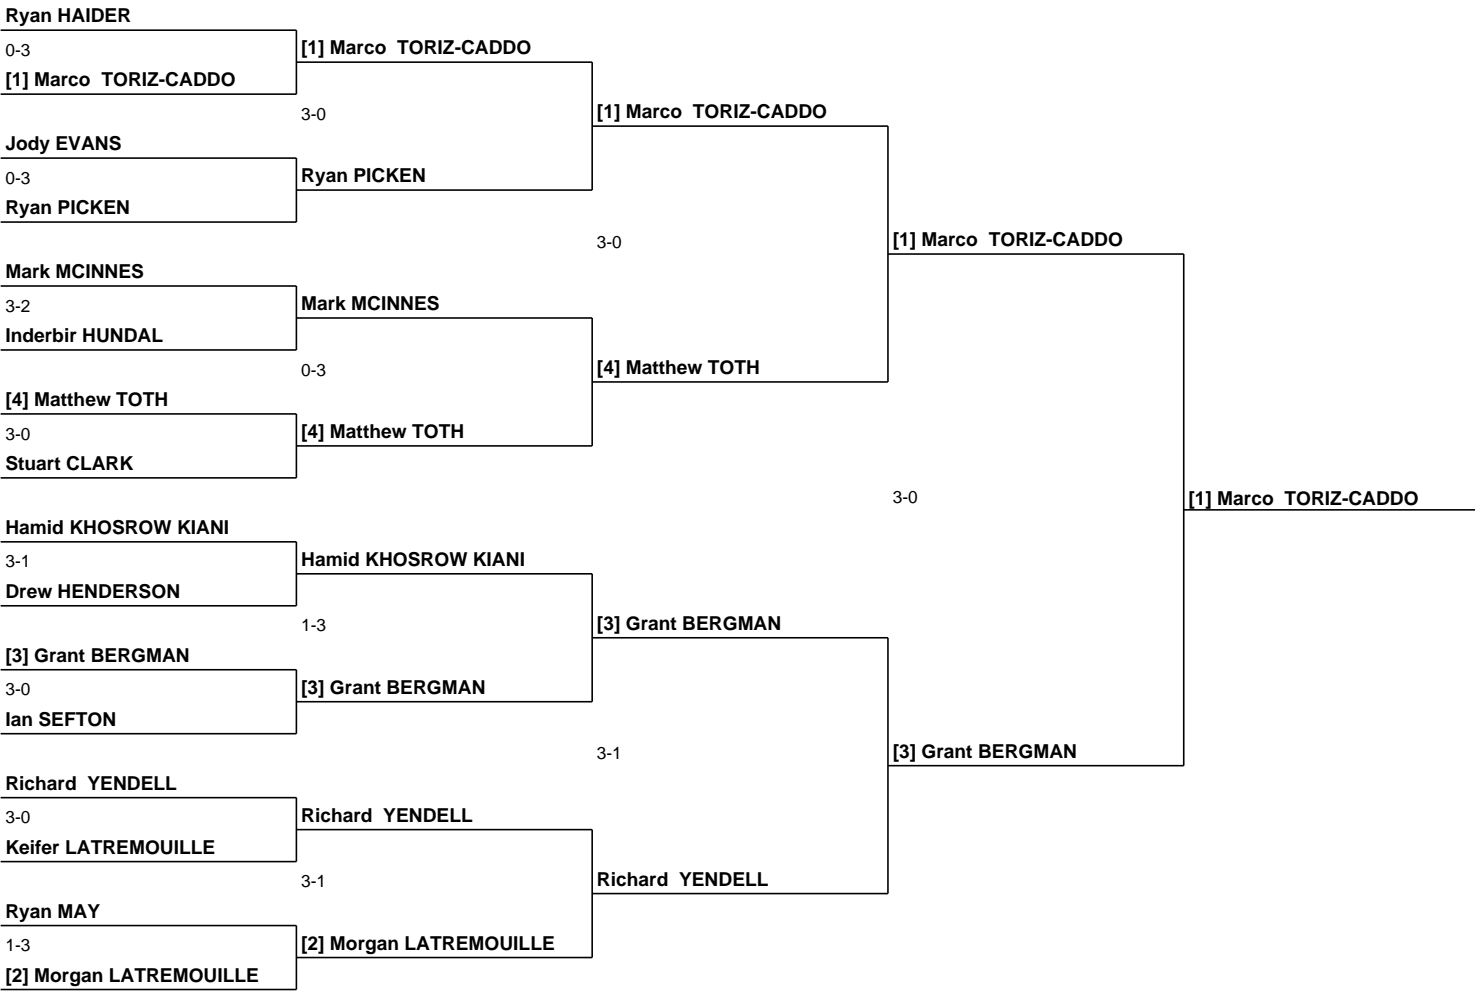 Ryan HAIDER
0-3
[1] Marco TORIZ-CADDO
[1] Marco TORIZ-CADDO
3-0
[1] Marco TORIZ-CADDO
Jody EVANS
0-3
Ryan PICKEN
Ryan PICKEN
3-0
[1] Marco TORIZ-CADDO
Mark MCINNES
3-2
Mark MCINNES
Inderbir HUNDAL
0-3
[4] Matthew TOTH
[4] Matthew TOTH
3-0
[4] Matthew TOTH
Stuart CLARK
3-0
[1] Marco TORIZ-CADDO
Hamid KHOSROW KIANI
3-1
Hamid KHOSROW KIANI
Drew HENDERSON
1-3
[3] Grant BERGMAN
[3] Grant BERGMAN
3-0
[3] Grant BERGMAN
Ian SEFTON
3-1
[3] Grant BERGMAN
Richard YENDELL
3-0
Richard YENDELL
Keifer LATREMOUILLE
3-1
Richard YENDELL
Ryan MAY
1-3
[2] Morgan LATREMOUILLE
[2] Morgan LATREMOUILLE